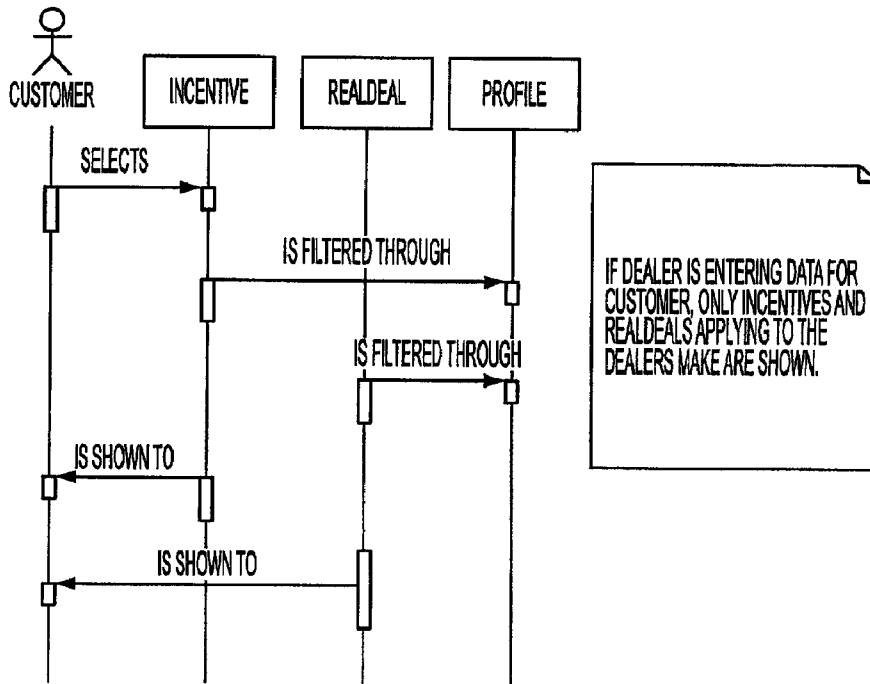 CUSTOMER
INCENTIVE
REALDEAL
PROFILE
SELECTS
IS FILTERED THROUGH
IS FILTERED THROUGH
IS SHOWN TO
IS SHOWN TO
IF DEALER IS ENTERING DATA FOR
CUSTOMER, ONLY INCENTIVES AND
REALDEALS APPLYING TO THE
DEALERS MAKE ARE SHOWN.